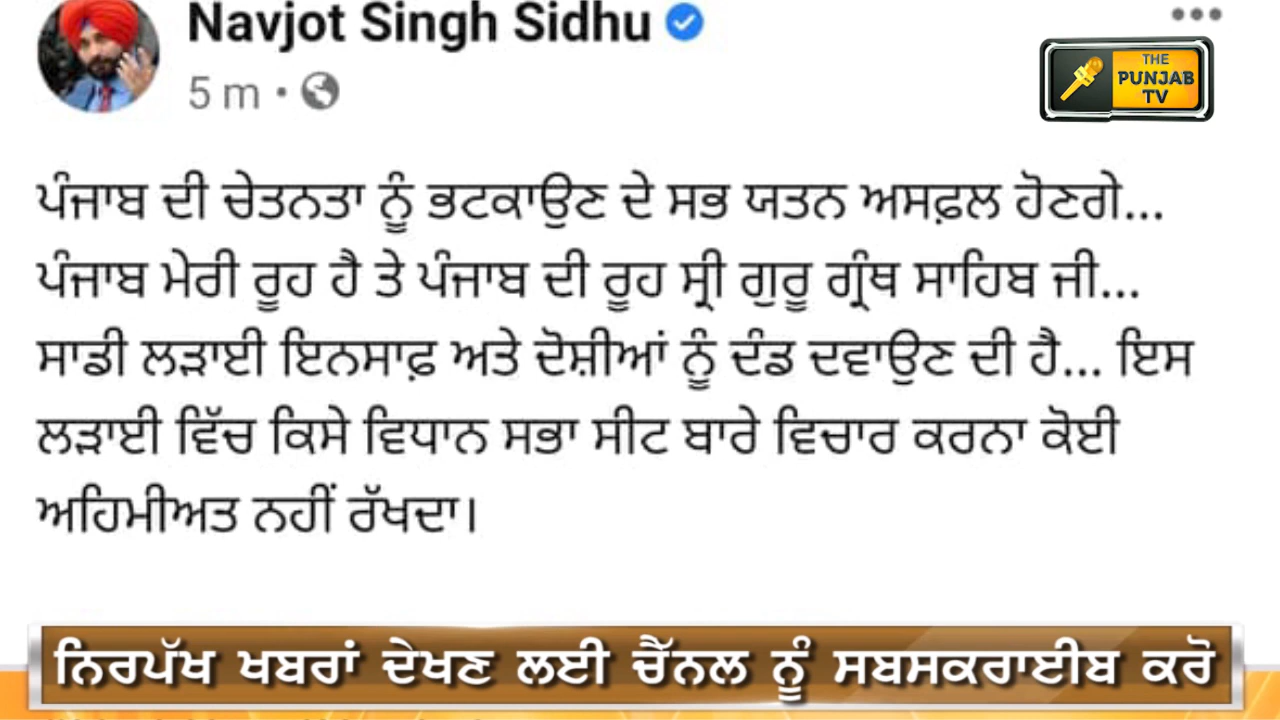 Navjot Singh Sidhu
5 m •
THE
PUNJAB
TV
ਪੰਜਾਬ ਦੀ ਚੇਤਨਤਾ ਨੂੰ ਭਟਕਾਉਣ ਦੇ ਸਭ ਯਤਨ ਅਸਫ਼ਲ ਹੋਣਗੇ...
ਪੰਜਾਬ ਮੇਰੀ ਰੂਹ ਹੈ ਤੇ ਪੰਜਾਬ ਦੀ ਰੂਹ ਸ੍ਰੀ ਗੁਰੂ ਗ੍ਰੰਥ ਸਾਹਿਬ ਜੀ...
ਸਾਡੀ ਲੜਾਈ ਇਨਸਾਫ਼ ਅਤੇ ਦੋਸ਼ੀਆਂ ਨੂੰ ਦੰਡ ਦਵਾਉਣ ਦੀ ਹੈ... ਇਸ
ਲੜਾਈ ਵਿੱਚ ਕਿਸੇ ਵਿਧਾਨ ਸਭਾ ਸੀਟ ਬਾਰੇ ਵਿਚਾਰ ਕਰਨਾ ਕੋਈ
ਅਹਿਮੀਅਤ ਨਹੀਂ ਰੱਖਦਾ।
ਨਿਰਪੱਖ ਖਬਰਾਂ ਦੇਖਣ ਲਈ ਚੈੱਨਲ ਨੂੰ ਸਬਸਕਰਾਈਬ ਕਰੋ